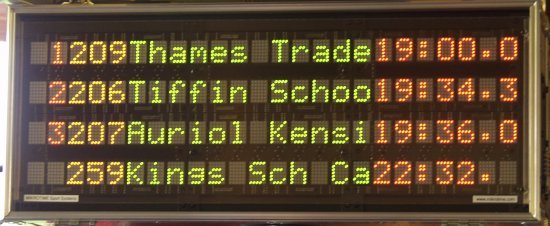 1209Thames Trade19:00.0
2206Tiffin Schoo19:34.3
3207Auriol Kensi19:36.0
259Kings Sch Ca22:32.